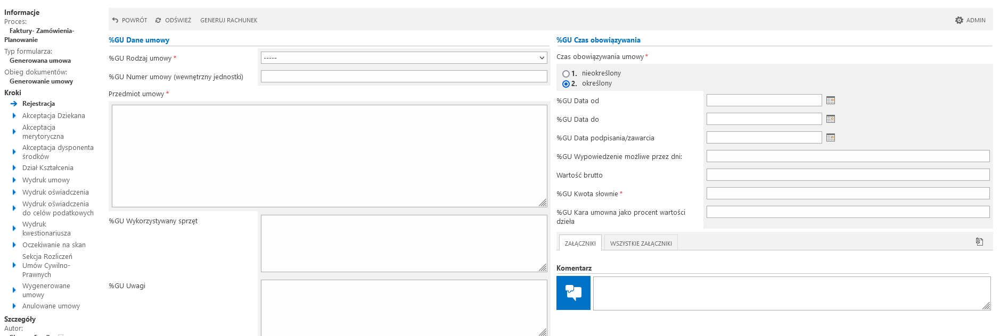 Informacje
Proces:
Faktury- Zamówienia-
Planowanie
Typ formularza:
Generowana umowa
Obieg dokumentów:
Generowanie umowy
Kroki
Rejestracja
Akceptacja Dziekana
Akceptacja
merytoryczna
Akceptacja dysponenta
środków
Dział Kształcenia
Wydruk umowy
Wydruk oświadczenia
Wydruk oświadczenia
do celów podatkowych
Wydruk
kwestionariusza
Oczekiwanie na skan
Sekcja Rozliczeń
Umów Cywilno-
Prawnych
Wygenerowane
umowy
Anulowane umowy
Szczegóły
Autor:
POWRÓT ODŚWIEŻ GENERUJ RACHUNEK ADMIN
%GU Dane umowy
%GU Rodzaj umowy *
-----
%GU Numer umowy (wewnętrzny jednostki)
Przedmiot umowy *
%GU Wykorzystywany sprzęt
%GU Uwagi
%GU Czas obowiązywania
Czas obowiązywania umowy *
1. nieokreślony
2. określony
%GU Data od
%GU Data do
%GU Data podpisania/zawarcia
%GU Wypowiedzenie możliwe przez dni:
Wartość brutto
%GU Kwota słownie *
%GU Kara umowna jako procent wartości
dzieła
ZAŁĄCZNIKI WSZYSTKIE ZAŁĄCZNIKI
Komentarz